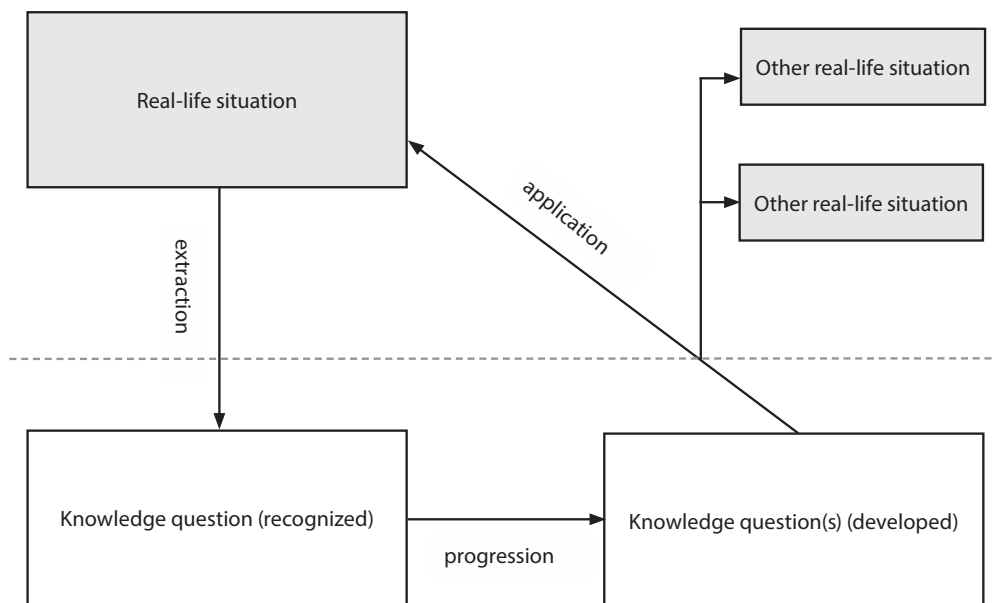 Real-life situation
Other real-life situation
Other real-life situation
application
extraction
Knowledge question (recognized)
progression
Knowledge question(s) (developed)